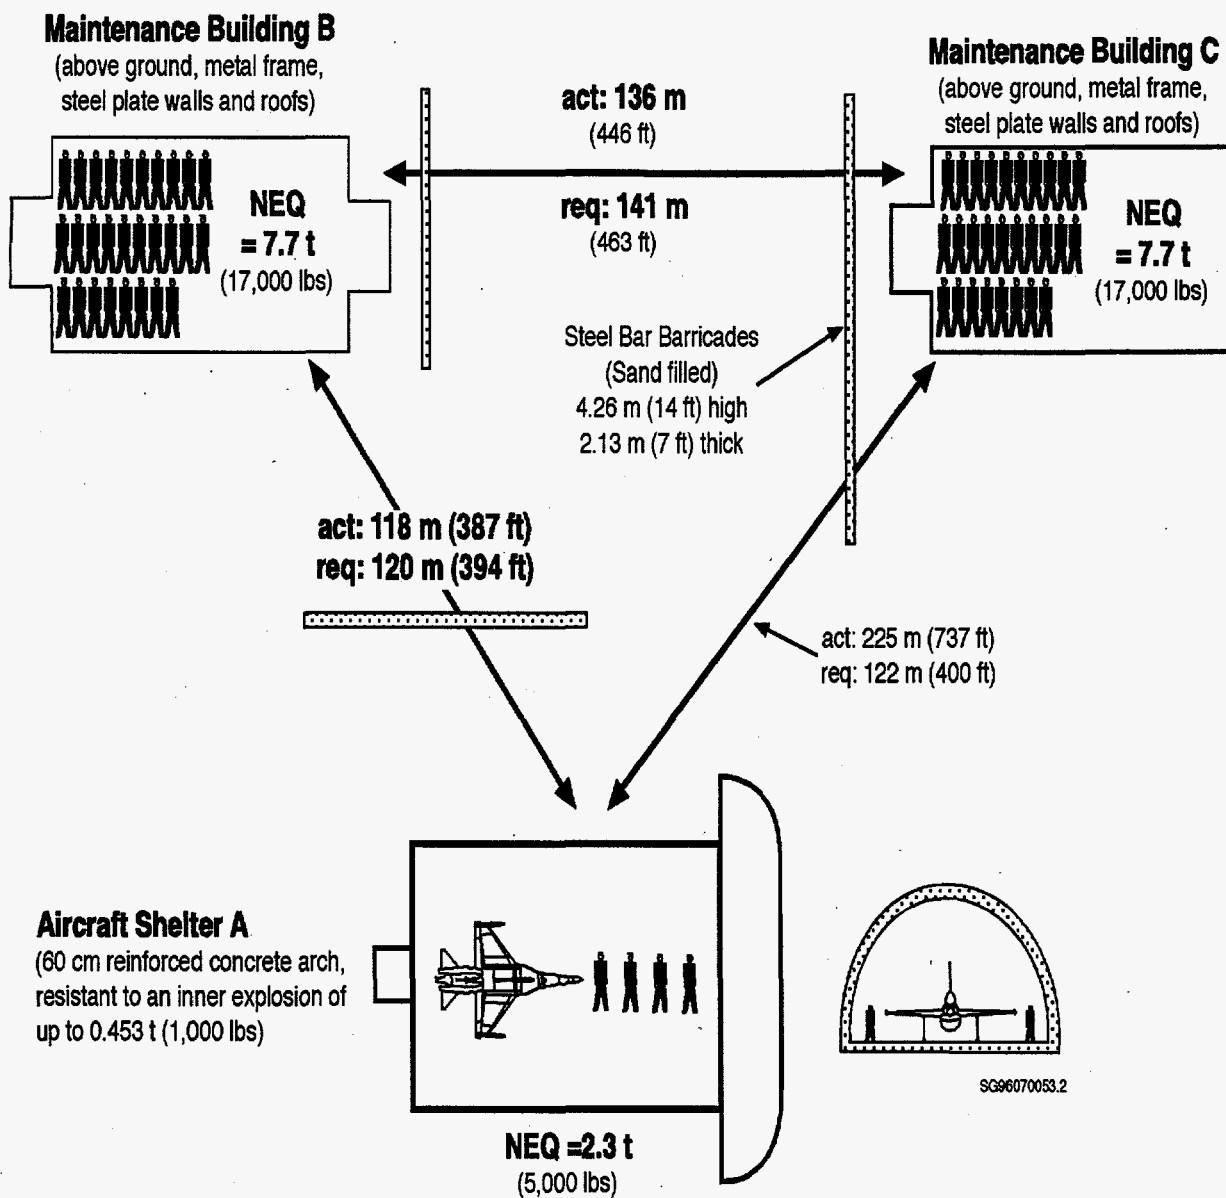 Maintenance Building B
(above ground, metal frame,
steel plate walls and roofs)
NEQ
= 7.7 t
(17,000 lbs)
act: 136 m
(446 ft)
req: 141 m
(463 ft)
Maintenance Building C
(above ground, metal frame,
steel plate walls and roofs)
NEQ
= 7.7 t
(17,000 lbs)
Steel Bar Barricades
(Sand filled)
4.26 m (14 ft) high
2.13 m (7 ft) thick
act: 118 m (387 ft)
req: 120 m (394 ft)
act: 225 m (737 ft)
req: 122 m (400 ft)
Aircraft Shelter A
(60 cm reinforced concrete arch,
resistant to an inner explosion of
up to 0.453 t (1,000 lbs)
NEQ =2.3 t
(5,000 lbs)
SG96070053.2